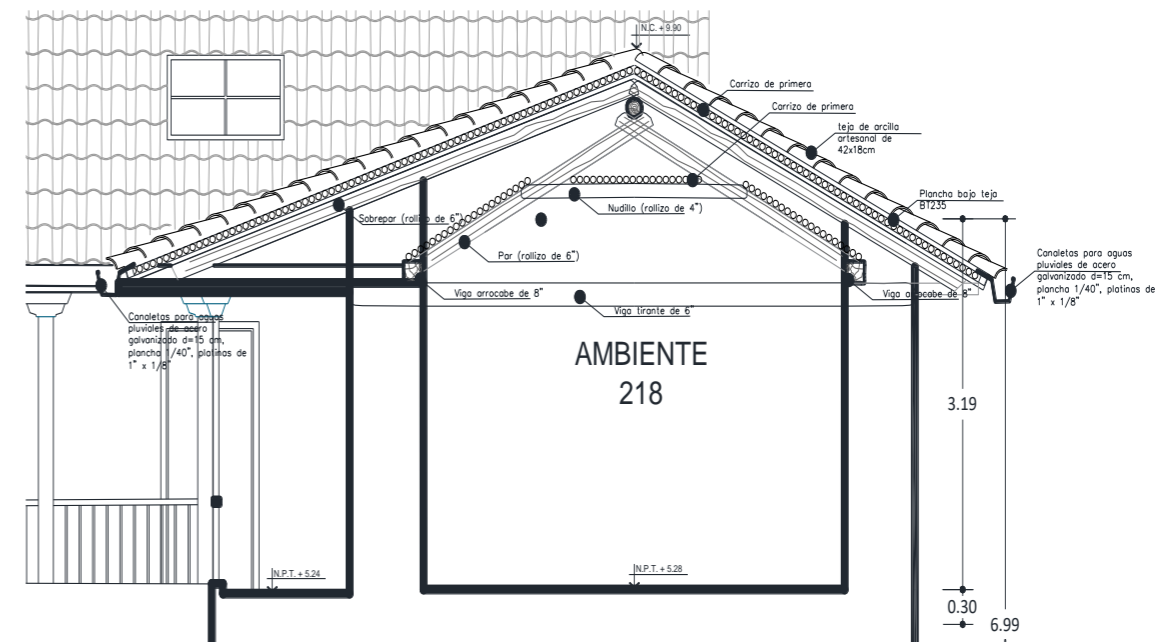 N.C. + 9.90
Carrizo de primera
Carrizo de primera
teja de arcilla
artesanal de
42x18cm
Plancha bajo teja
BT235
Sobrepar (rollizo de 6")
Nudillo (rollizo de 4")
Par (rollizo de 6")
Canaletas para aguas
pluviales de acero
galvanizado d=15 cm,
plancha 1/40", platinas de
1" x 1/8"
Viga arrocabe de 8"
Viga arrocabe de 8"
Viga tirante de 6"
Canaletas para aguas
pluviales de acero
galvanizado d=15 cm,
plancha 1/40", platinas de
1" x 1/8"
AMBIENTE
218
3.19
N.P.T. + 5.24
N.P.T. + 5.28
0.30
6.99